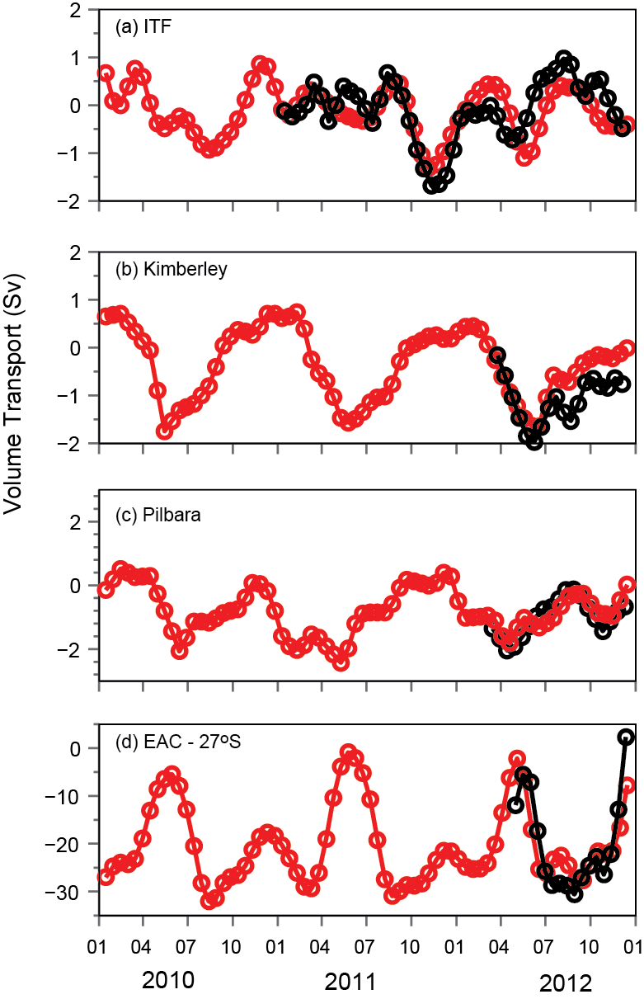 Volume Transport (Sv)
(a) ITF
2
1
0
−1
−2
(b) Kimberley
2
1
0
−1
−2
(c) Pilbara
2
0
−2
(d) EAC - 27ºS
0
−10
−20
−30
01 04 07 10 01 04 07 10 01 04 07 10 01
2010 2011 2012